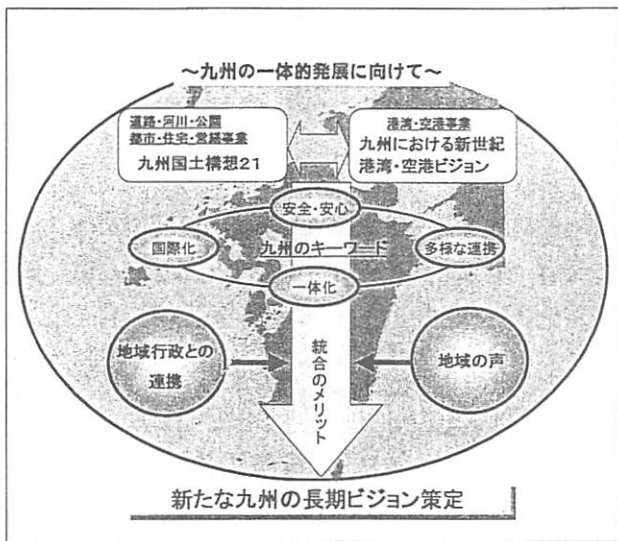 ～九州の一体的発展に向けて～
道路・河川・公園
都市・住宅・営繕事業
九州国土構想21
港湾・空港事業
九州における新世紀
港湾・空港ビジョン
安全・安心
国際化
九州のキーワード
多様な連携
一体化
地域行政との
連携
統合のメリット
地域の声
新たな九州の長期ビジョン策定